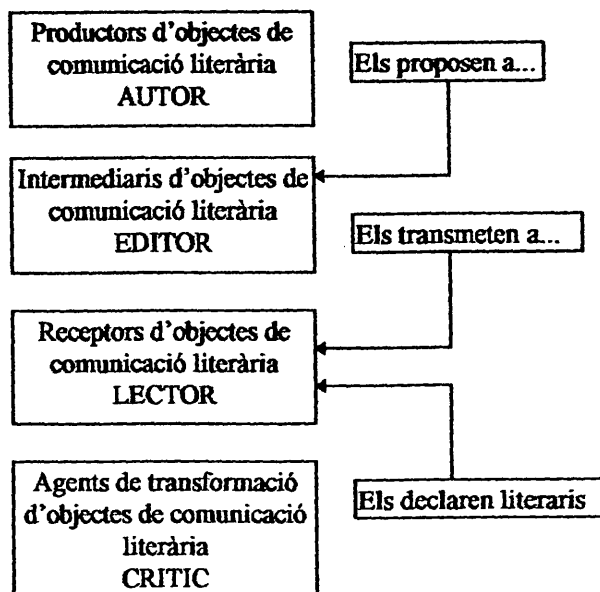 Productors d'objectes de
comunicació literària
AUTOR
Els proposen a...
Intermediaris d'objectes de
comunicació literària
EDITOR
Els transmeten a...
Receptors d'objectes de
comunicació literària
LECTOR
Agents de transformació
d'objectes de comunicació
literària
CRITIC
Els declaren literaris